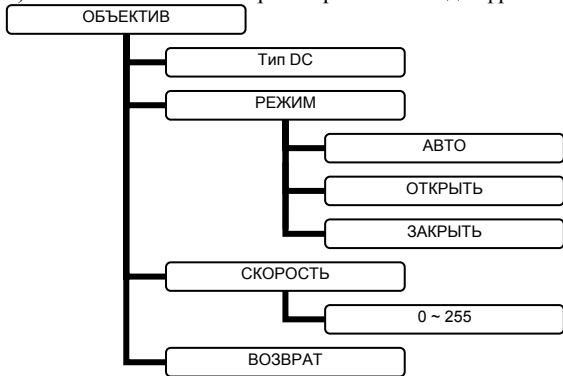 ОБЪЕКТИВ
Тип DC
РЕЖИМ
АВТО
ОТКРЫТЬ
ЗАКРЫТЬ
СКОРОСТЬ
0 ~ 255
ВОЗВРАТ